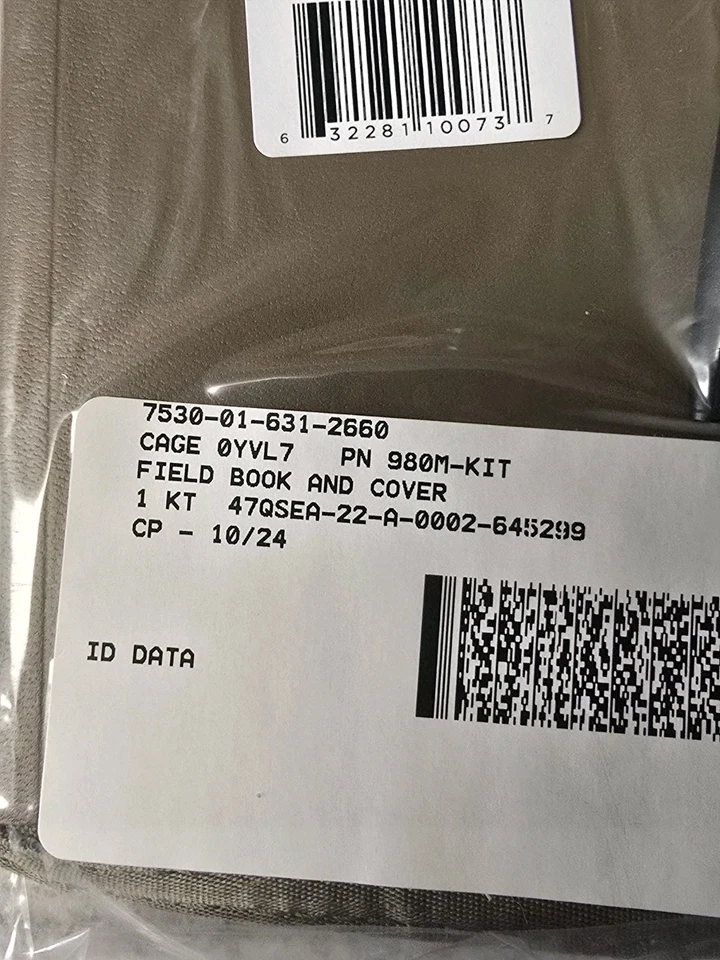 6 32281 10073 7
7530-01-631-2660
CAGE 0YVL7 PN 980M-KIT
FIELD BOOK AND COVER
1 KT 47QSEA-22-A-0002-645299
CP - 10/24
ID DATA